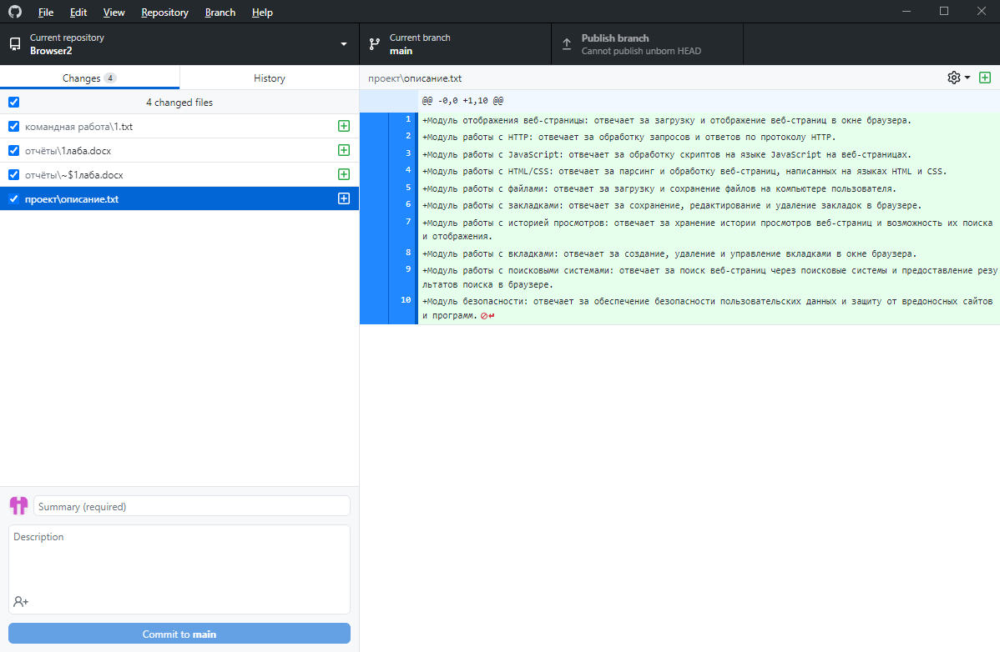 File Edit View Repository Branch Help
Current repository
Browser2
Current branch
main
Publish branch
Cannot publish unborn HEAD
Changes 4
History
4 changed files
командная работа\1.txt
отчёты\1лаба.docx
отчёты\~$1лаба.docx
проект\описание.txt
Summary (required)
Description
Commit to main
проект\описание.txt
@@ -0,0 +1,10 @@
1 +Модуль отображения веб-страницы: отвечает за загрузку и отображение веб-страниц в окне браузера.
2 +Модуль работы с HTTP: отвечает за обработку запросов и ответов по протоколу HTTP.
3 +Модуль работы с JavaScript: отвечает за обработку скриптов на языке JavaScript на веб-страницах.
4 +Модуль работы с HTML/CSS: отвечает за парсинг и обработку веб-страниц, написанных на языках HTML и CSS.
5 +Модуль работы с файлами: отвечает за загрузку и сохранение файлов на компьютере пользователя.
6 +Модуль работы с закладками: отвечает за сохранение, редактирование и удаление закладок в браузере.
7 +Модуль работы с историей просмотров: отвечает за хранение истории просмотров веб-страниц и возможность их поиска
и отображения.
8 +Модуль работы с вкладками: отвечает за создание, удаление и управление вкладками в окне браузера.
9 +Модуль работы с поисковыми системами: отвечает за поиск веб-страниц через поисковые системы и предоставление резу
льтатов поиска в браузере.
10 +Модуль безопасности: отвечает за обеспечение безопасности пользовательских данных и защиту от вредоносных сайтов
и программ.